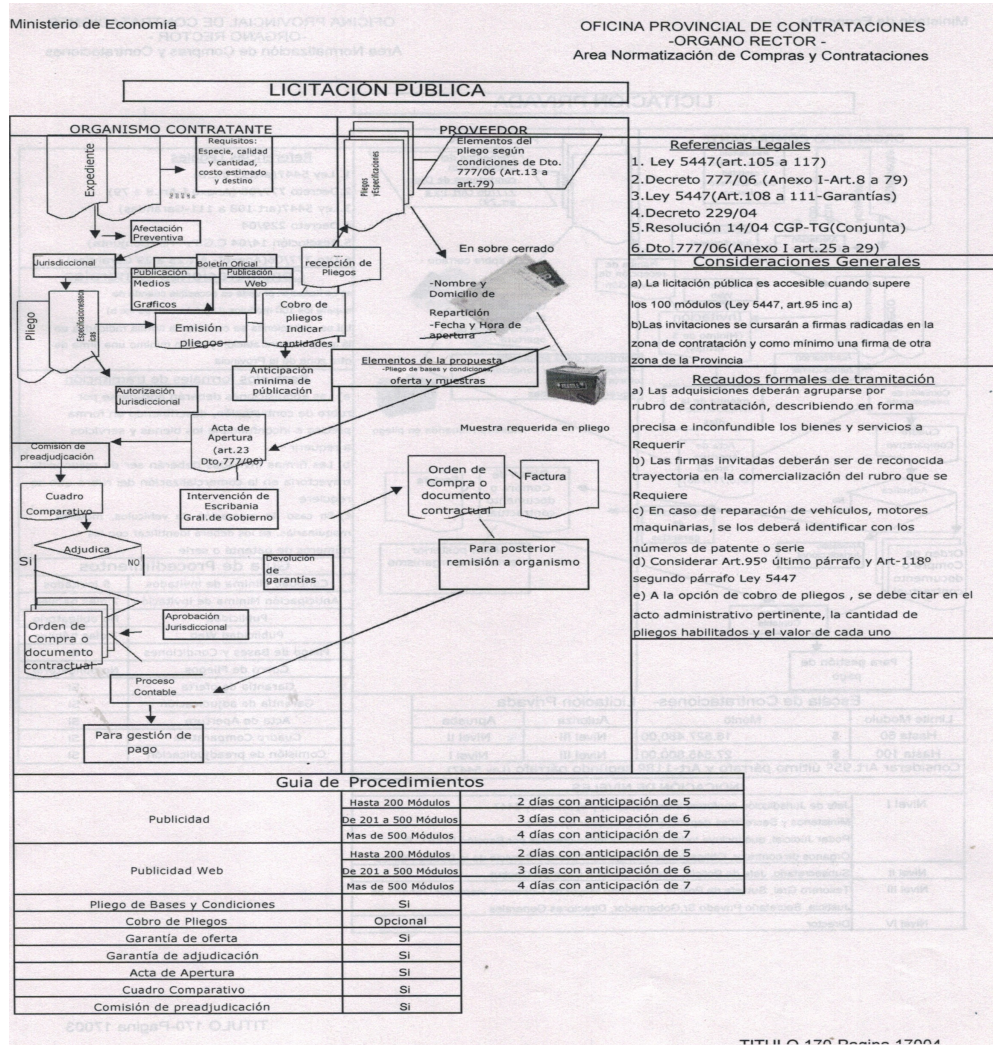 Ministerio de Economía
OFICINA PROVINCIAL DE CONTRATACIONES
-ORGANO RECTOR -
Area Normatización de Compras y Contrataciones
LICITACIÓN PÚBLICA
ORGANISMO CONTRATANTE
PROVEEDOR
Expediente
Requisitos:
Especie, calidad
y cantidad,
costo estimado
y destino
Pliegos
yEspecificaciones
Elementos del
pliego según
condiciones de Dto.
777/06 (Art.13 a
art.79)
Afectación
Preventiva
Jurisdiccional
Boletín Oficial
Publicación
Medios
Gráficos
Publicación
Web
recepción de
Pliegos
Pliego
Emisión
pliegos
Cobro de
pliegos
Indicar
cantidades
En sobre cerrado
-Nombre y
Domicilio de
Repartición
-Fecha y Hora de
apertura
Autorización
Jurisdiccional
Anticipación
mínima de
públicación
Elementos de la propuesta
-Pliego de bases y condiciones,
oferta y muestras
Muestra requerida en pliego
Acta de
Apertura
(art.23
Dto,777/06)
Comisión de
preadjudicación
Cuadro
Comparativo
Intervención de
Escribania
Gral.de Gobierno
Orden de
Compra o
documento
contractual
Factura
Adjudica
Si
NO
Devolución
de
garantías
Para posterior
remisión a organismo
Orden de
Compra o
documento
contractual
Aprobación
Jurisdiccional
Proceso
Contable
Para gestión de
pago
Referencias Legales
1. Ley 5447(art.105 a 117)
2.Decreto 777/06 (Anexo I-Art.8 a 79)
3.Ley 5447(Art.108 a 111-Garantías)
4.Decreto 229/04
5.Resolución 14/04 CGP-TG(Conjunta)
6.Dto.777/06(Anexo I art.25 a 29)
Consideraciones Generales
a) La licitación pública es accesible cuando supere
los 100 módulos (Ley 5447, art.95 inc a)
b)Las invitaciones se cursarán a firmas radicadas en la
zona de contratación y como mínimo una firma de otra
zona de la Provincia
Recaudos formales de tramitación
a) Las adquisiciones deberán agruparse por
rubro de contatación, describiendo en forma
precisa e inconfundible los bienes y servicios a
Requerir
b) Las firmas invitadas deberán ser de reconocida
trayectoria en la comercialización del rubro que se
Requiere
c) En caso de reparación de vehículos, motores
maquinarias, se los deberá identificar con los
números de patente o serie
d) Considar Art.95º último párrafo y Art-118º
segundo párrafo Ley 5447
e) A la opción de cobro de pliegos , se debe citar en el
acto administrativo pertinente, la cantidad de
pliegos habilitados y el valor de cada uno
Guia de Procedimientos
Publicidad
Hasta 200 Módulos 2 días con anticipación de 5
De 201 a 500 Módulos 3 días con anticipación de 6
Mas de 500 Módulos 4 días con anticipación de 7
Publicidad Web
Hasta 200 Módulos 2 días con anticipación de 5
De 201 a 500 Módulos 3 días con anticipación de 6
Mas de 500 Módulos 4 días con anticipación de 7
Pliego de Bases y Condiciones Si
Cobro de Pliegos Opcional
Garantía de oferta Si
Garantía de adjudicación Si
Acta de Apertura Si
Cuadro Comparativo Si
Comisión de preadjudicación Si
TITULO 170-Pagina 17004